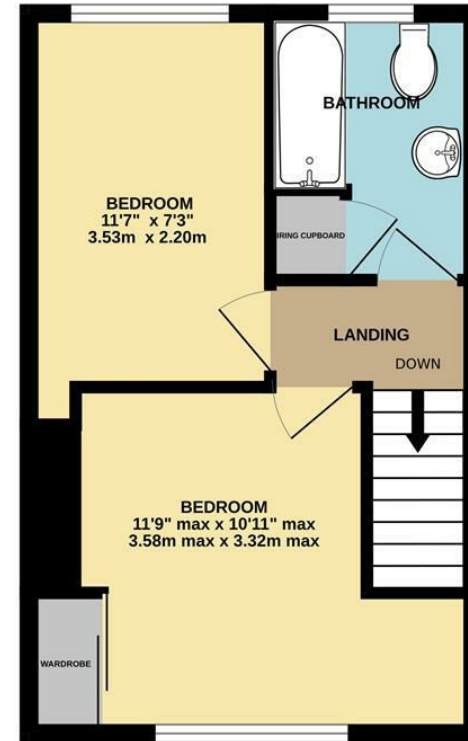 BATHROOM
BEDROOM
11'7" x 7'3"
3.53m x 2.20m
IRING CUPBOARD
LANDING
DOWN
BEDROOM
11'9" max x 10'11" max
3.58m max x 3.32m max
WARDROBE